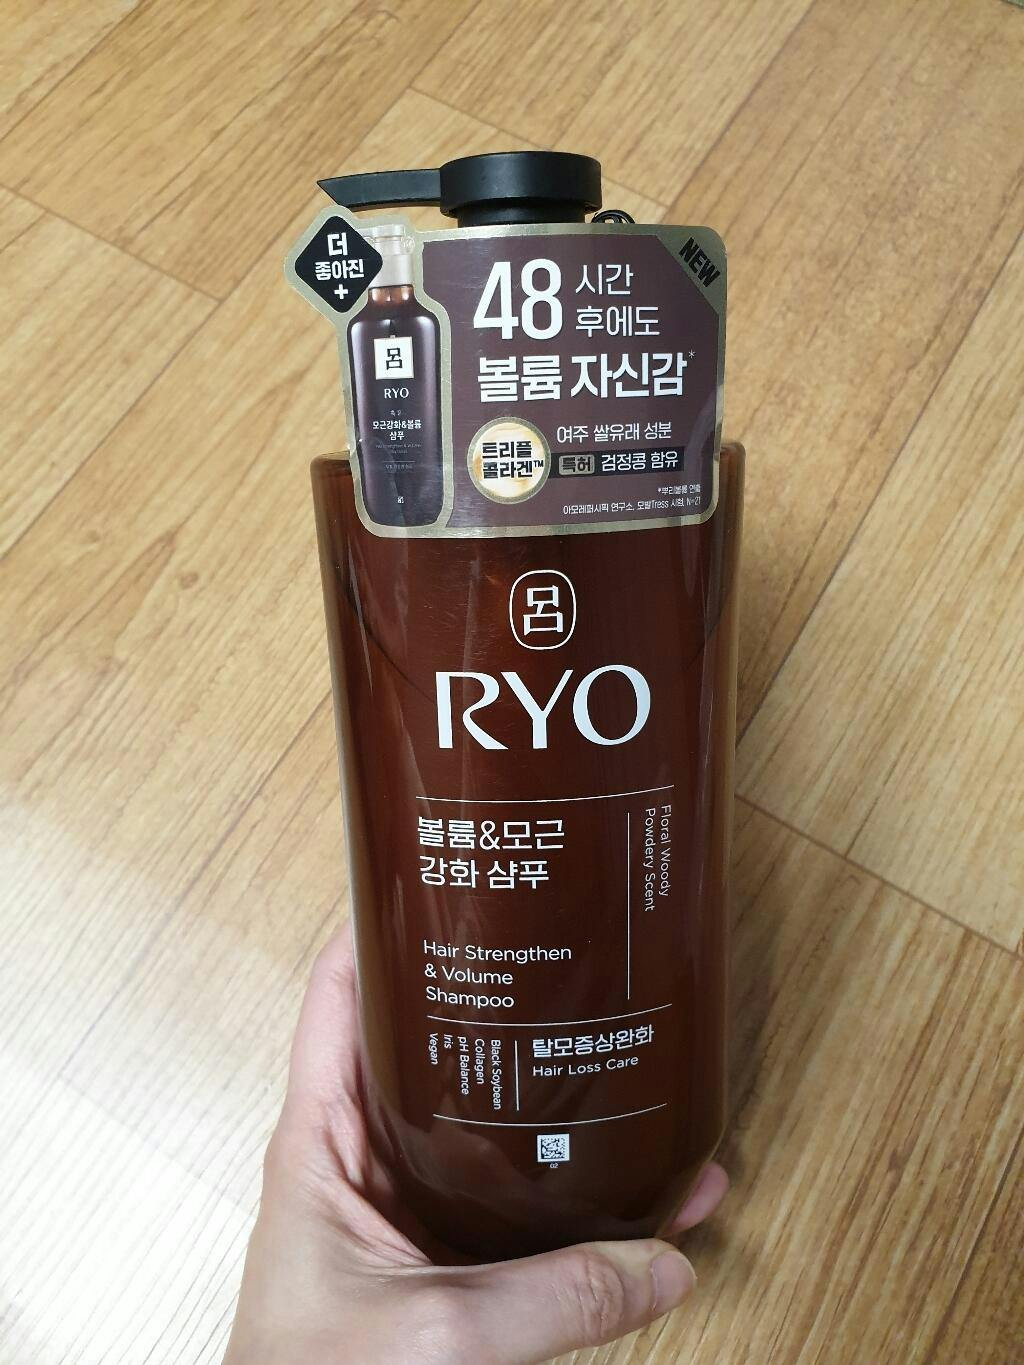 더
좋아진
+
NEW
48 시간
후에도
볼륨 자신감*
呂
RYO
모근강화&볼륨
샴푸
트리플
콜라겐™
여주 쌀유래 성분
특허 검정콩 함유
*뿌리볼륨 연출
아모레퍼시픽 연구소, 모발Tress 시험, N=21
呂
RYO
볼륨&모근
강화 샴푸
Floral Woody
Powdery Scent
Hair Strengthen
& Volume
Shampoo
Black Soybean
Collagen
pH Balance
Iris
Vegan
탈모증상완화
Hair Loss Care
02